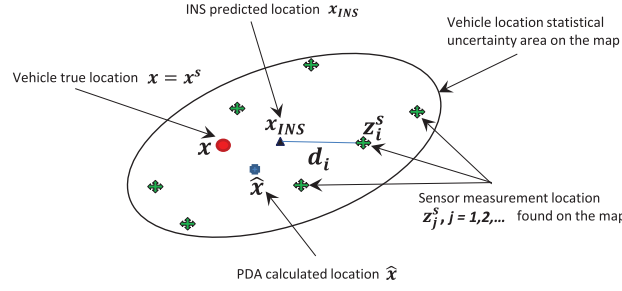 INS predicted location x_INS
Vehicle location statistical
uncertainty area on the map
Vehicle true location x = x^s
x_INS
z_i^s
x
d_i
x̂
Sensor measurement location
z_j^s, j = 1,2,... found on the map
PDA calculated location x̂